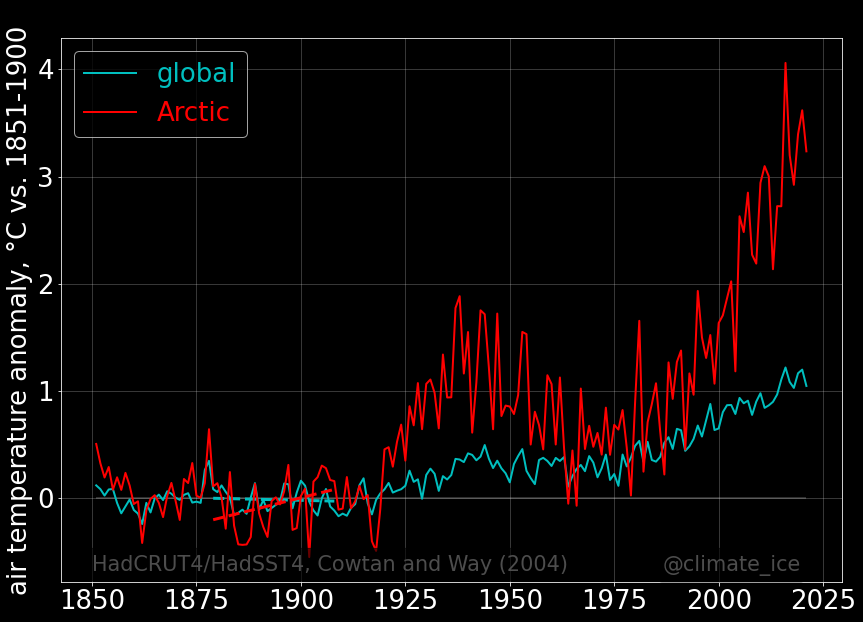 air temperature anomaly, °C vs. 1851-1900
global
Arctic
4
3
2
1
0
HadCRUT4/HadSST4, Cowtan and Way (2004)
@climate_ice
1850 1875 1900 1925 1950 1975 2000 2025